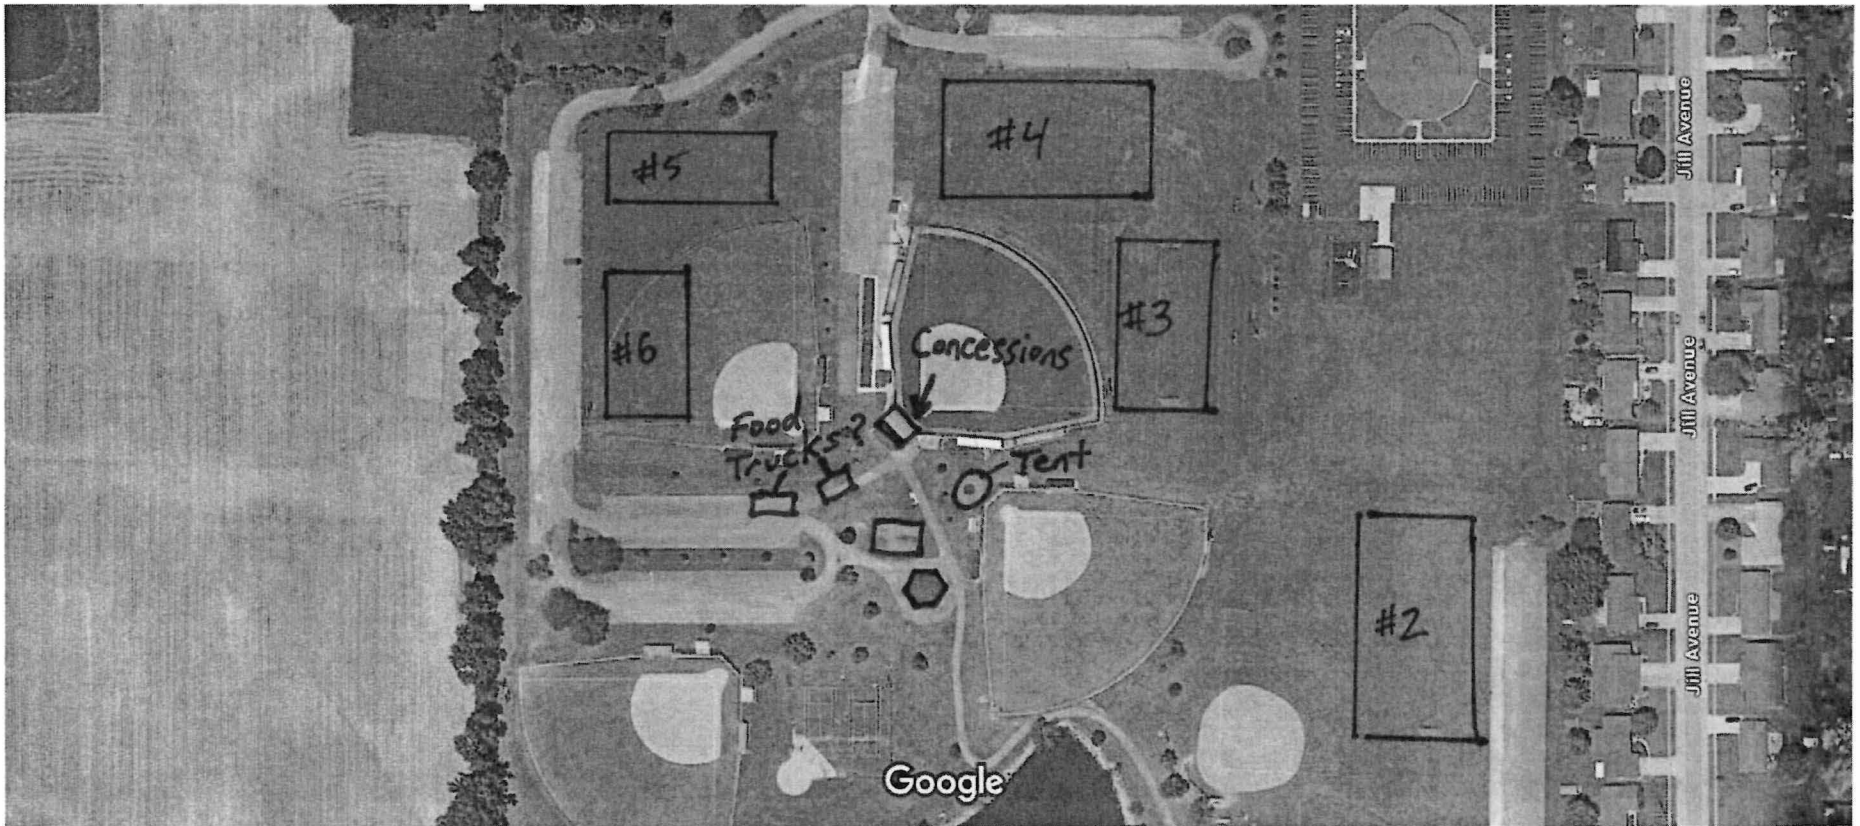 #4
#5
Jill Avenue
#3
#6
Concessions
Jill Avenue
Food
Trucks?
Tent
#2
Jill Avenue
Google